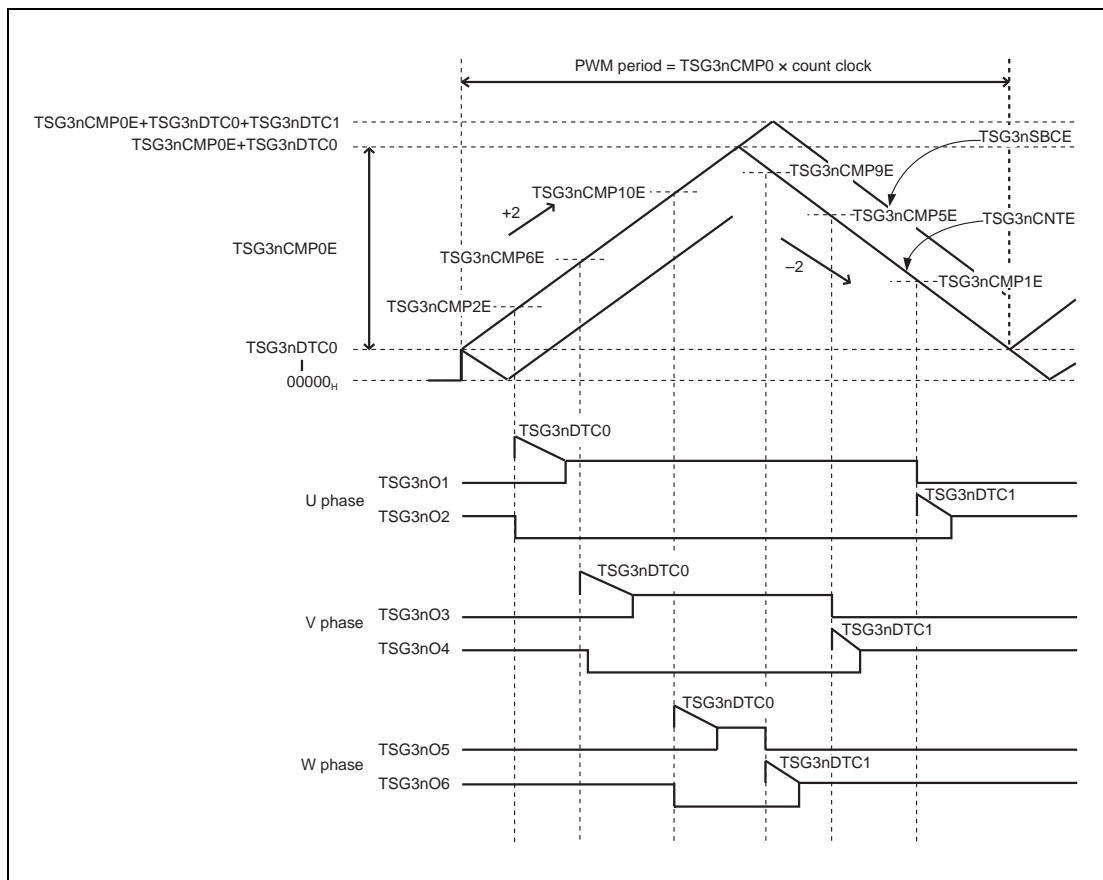 PWM period = TSG3nCMP0 × count clock
TSG3nCMP0E+TSG3nDTC0+TSG3nDTC1
TSG3nCMP0E+TSG3nDTC0
TSG3nSBCE
TSG3nCMP9E
TSG3nCMP10E
+2
TSG3nCMP5E
TSG3nCNTE
TSG3nCMP0E
TSG3nCMP6E
–2
TSG3nCMP1E
TSG3nCMP2E
TSG3nDTC0
00000H
TSG3nDTC0
TSG3nO1
U phase
TSG3nDTC1
TSG3nO2
TSG3nDTC0
TSG3nO3
V phase
TSG3nDTC1
TSG3nO4
TSG3nDTC0
TSG3nO5
W phase
TSG3nDTC1
TSG3nO6